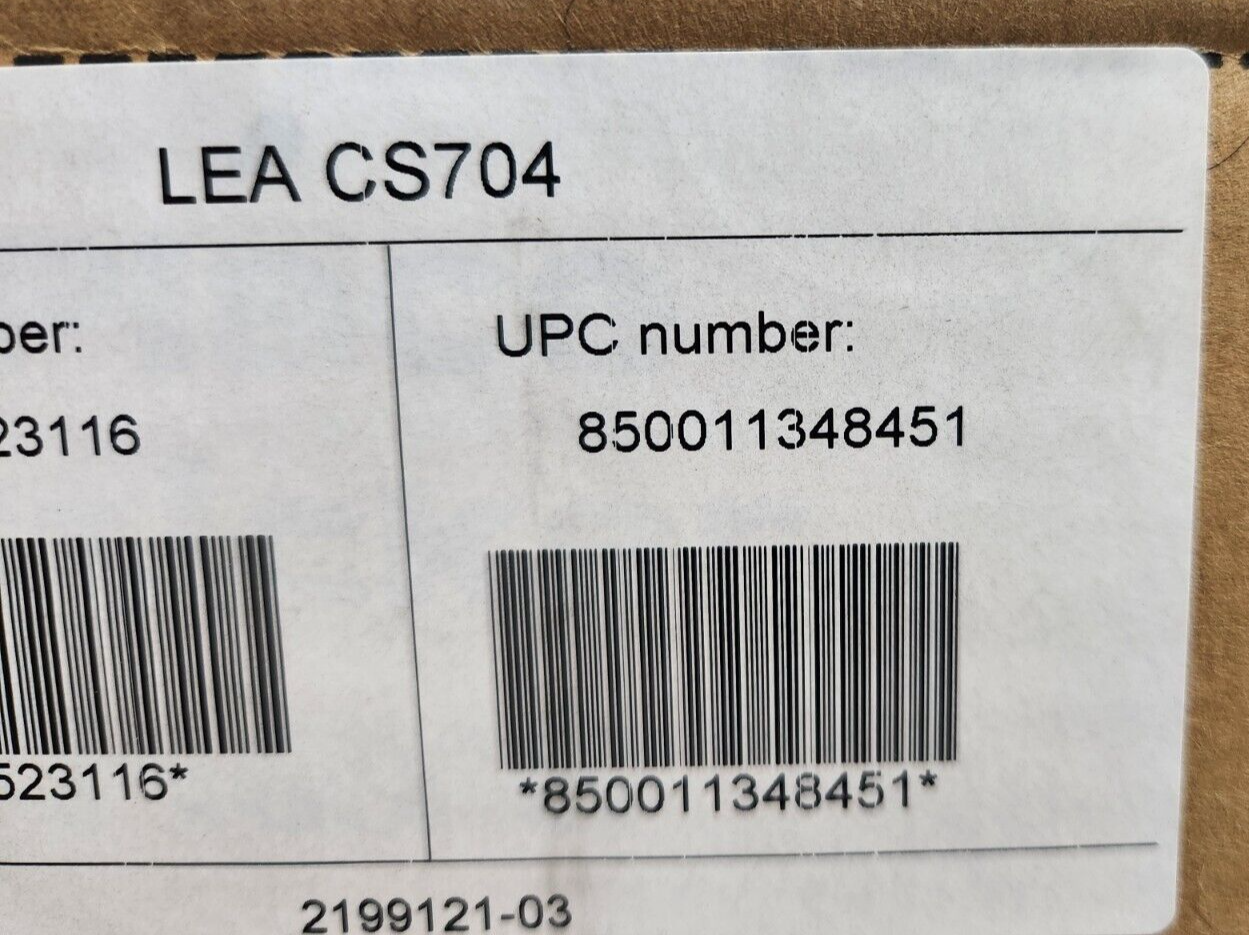 LEA CS704
ber:
UPC number:
23116
850011348451
523116*
*850011348451*
2199121-03